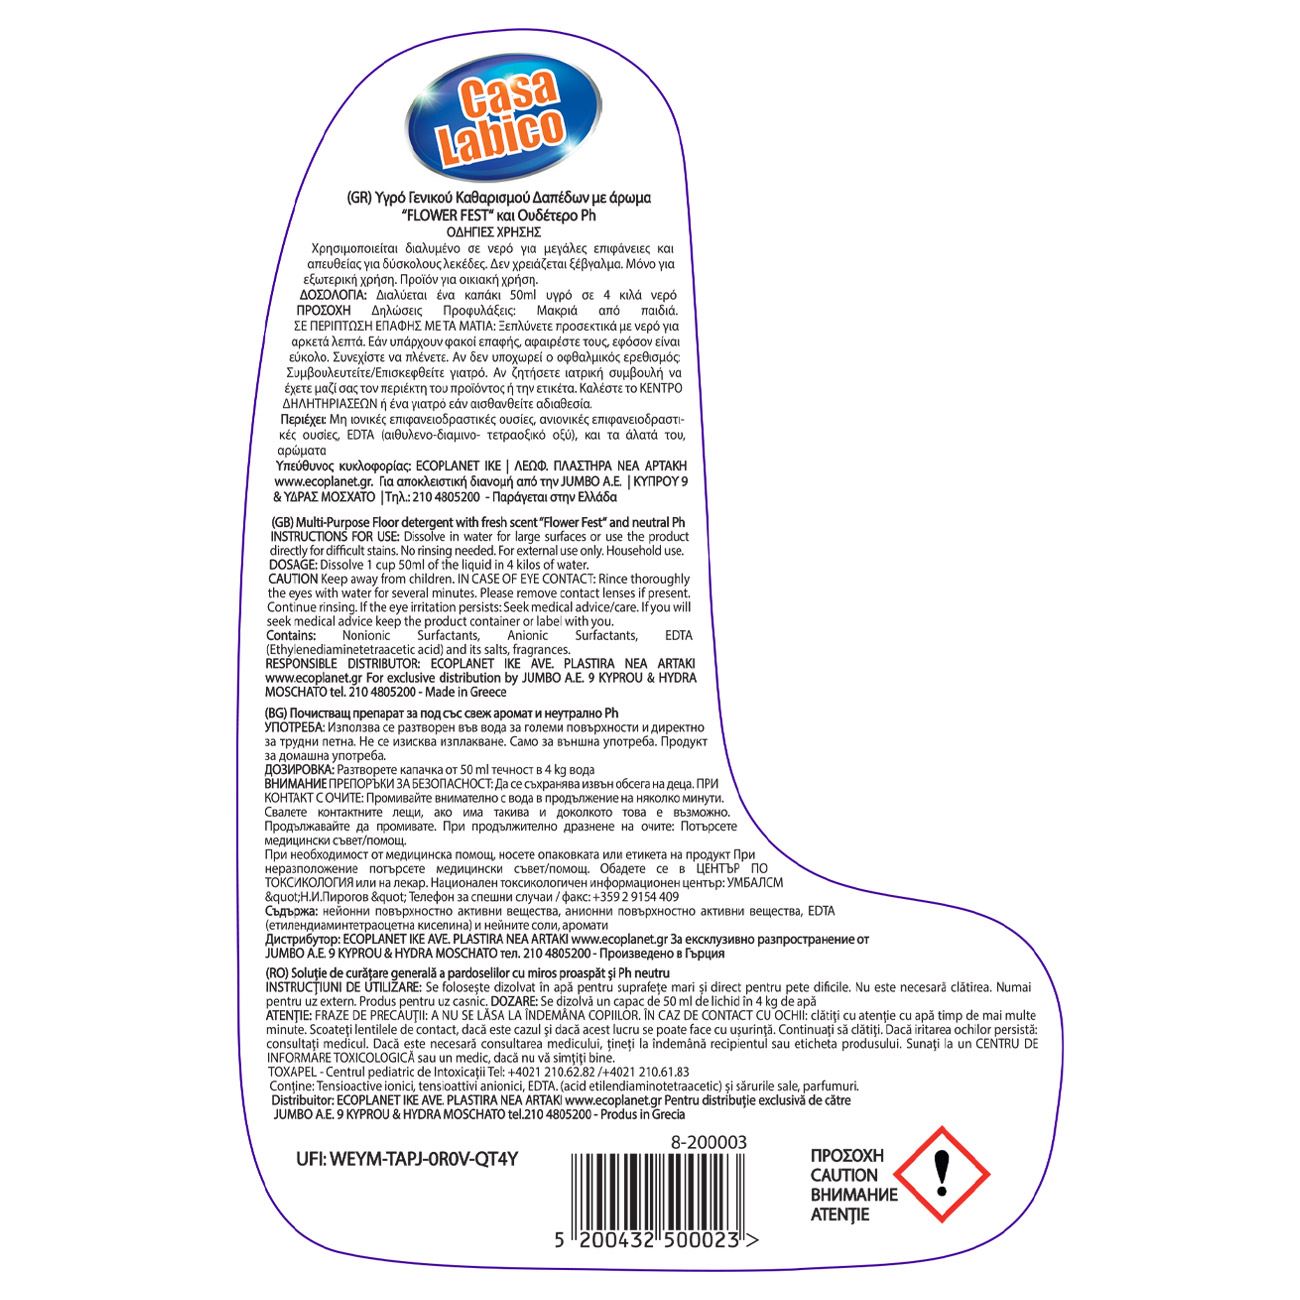 Casa
Labico
(GR) Υγρό Γενικού Καθαρισμού Δαπέδων με άρωμα
“FLOWER FEST” και Ουδέτερο Ph
ΟΔΗΓΙΕΣ ΧΡΗΣΗΣ
Χρησιμοποιείται διαλυμένο σε νερό για μεγάλες επιφάνειες και
απευθείας για δύσκολους λεκέδες. Δεν χρειάζεται ξέβγαλμα. Μόνο για
εξωτερική χρήση. Προϊόν για οικιακή χρήση.
ΔΟΣΟΛΟΓΙΑ: Διαλύεται ένα καπάκι 50ml υγρό σε 4 κιλά νερό
ΠΡΟΣΟΧΗ Δηλώσεις Προφυλάξεις: Μακριά από παιδιά.
ΣΕ ΠΕΡΙΠΤΩΣΗ ΕΠΑΦΗΣ ΜΕ ΤΑ ΜΑΤΙΑ: Ξεπλύνετε προσεκτικά με νερό για
αρκετά λεπτά. Εάν υπάρχουν φακοί επαφής, αφαιρέστε τους, εφόσον είναι
εύκολο. Συνεχίστε να πλένετε. Αν δεν υποχωρεί ο οφθαλμικός ερεθισμός:
Συμβουλευτείτε/Επισκεφθείτε γιατρό. Αν ζητήσετε ιατρική συμβουλή να
έχετε μαζί σας τον περιέκτη του προϊόντος ή την ετικέτα. Καλέστε το ΚΕΝΤΡΟ
ΔΗΛΗΤΗΡΙΑΣΕΩΝ ή ένα γιατρό εάν αισθανθείτε αδιαθεσία.
Περιέχει: Μη ιονικές επιφανειοδραστικές ουσίες, ανιονικές επιφανειοδραστι-
κές ουσίες, EDTA (αιθυλενο-διαμινο- τετραοξικό οξύ), και τα άλατά του,
αρώματα
Υπεύθυνος κυκλοφορίας: ECOPLANET IKE | ΛΕΩΦ. ΠΛΑΣΤΗΡΑ ΝΕΑ ΑΡΤΑΚΗ
www.ecoplanet.gr. Για αποκλειστική διανομή από την JUMBO A.E. | ΚΥΠΡΟΥ 9
& ΥΔΡΑΣ ΜΟΣΧΑΤΟ | Τηλ.: 210 4805200 - Παράγεται στην Ελλάδα
(GB) Multi-Purpose Floor detergent with fresh scent “Flower Fest” and neutral Ph
INSTRUCTIONS FOR USE: Dissolve in water for large surfaces or use the product
directly for difficult stains. No rinsing needed. For external use only. Household use.
DOSAGE: Dissolve 1 cup 50ml of the liquid in 4 kilos of water.
CAUTION Keep away from children. IN CASE OF EYE CONTACT: Rince thoroughly
the eyes with water for several minutes. Please remove contact lenses if present.
Continue rinsing. If the eye irritation persists: Seek medical advice/care. If you will
seek medical advice keep the product container or label with you.
Contains: Nonionic Surfactants, Anionic Surfactants, EDTA
(Ethylenediaminetetraacetic acid) and its salts, fragrances.
RESPONSIBLE DISTRIBUTOR: ECOPLANET IKE AVE. PLASTIRA NEA ARTAKI
www.ecoplanet.gr For exclusive distribution by JUMBO A.E. 9 KYPROU & HYDRA
MOSCHATO tel. 210 4805200 - Made in Greece
(BG) Почистващ препарат за под със свеж аромат и неутрално Ph
УПОТРЕБА: Използва се разтворен във вода за големи повърхности и директно
за трудни петна. Не се изисква изплакване. Само за външна употреба. Продукт
за домашна употреба.
ДОЗИРОВКА: Разтворете капачка от 50 ml течност в 4 kg вода
ВНИМАНИЕ ПРЕПОРЪКИ ЗА БЕЗОПАСНОСТ: Да се съхранява извън обсега на деца. ПРИ
КОНТАКТ С ОЧИТЕ: Промивайте внимателно с вода в продължение на няколко минути.
Свалете контактните лещи, ако има такива и доколкото това е възможно.
Продължавайте да промивате. При продължително дразнене на очите: Потърсете
медицински съвет/помощ.
При необходимост от медицинска помощ, носете опаковката или етикета на продукт При
неразположение потърсете медицински съвет/помощ. Обадете се в ЦЕНТЪР ПО
ТОКСИКОЛОГИЯ или на лекар. Национален токсикологичен информационен център: УМБАЛСМ
&quot;Н.И.Пирогов &quot; Телефон за спешни случаи / факс: +359 2 9154 409
Съдържа: нейонни повърхностно активни вещества, анионни повърхностно активни вещества, EDTA
(етилендиаминтетраоцетна киселина) и нейните соли, аромати
Дистрибутор: ECOPLANET IKE AVE. PLASTIRA NEA ARTAKI www.ecoplanet.gr За ексклузивно разпространение от
JUMBO A.E. 9 KYPROU & HYDRA MOSCHATO тел. 210 4805200 - Произведено в Гърция
(RO) Soluție de curățare generală a pardoselilor cu miros proaspăt și Ph neutru
INSTRUCȚIUNI DE UTILIZARE: Se folosește dizolvat în apă pentru suprafețe mari și direct pentru pete dificile. Nu este necesară clătirea. Numai
pentru uz extern. Produs pentru uz casnic. DOZARE: Se dizolvă un capac de 50 ml de lichid în 4 kg de apă
ATENȚIE: FRAZE DE PRECAUȚII: A NU SE LĂSA LA ÎNDEMÂNA COPIILOR. ÎN CAZ DE CONTACT CU OCHII: clătiți cu atenție cu apă timp de mai multe
minute. Scoateți lentilele de contact, dacă este cazul și dacă acest lucru se poate face cu ușurință. Continuați să clătiți. Dacă iritarea ochilor persistă:
consultați medicul. Dacă este necesară consultarea medicului, țineți la îndemână recipientul sau eticheta produsului. Sunați la un CENTRU DE
INFORMARE TOXICOLOGICĂ sau un medic, dacă nu vă simțiți bine.
TOXAPEL - Centrul pediatric de Intoxicații Tel: +4021 210.62.82 /+4021 210.61.83
Conține: Tensioactive ionici, tensioattivi anionici, EDTA. (acid etilendiaminotetraacetic) și sărurile sale, parfumuri.
Distribuitor: ECOPLANET IKE AVE. PLASTIRA NEA ARTAKI www.ecoplanet.gr Pentru distribuție exclusivă de către
JUMBO A.E. 9 KYPROU & HYDRA MOSCHATO tel.210 4805200 - Produs in Grecia
8-200003
UFI: WEYM-TAPJ-0R0V-QT4Y
5 200432 500023 >
ΠΡΟΣΟΧΗ
CAUTION
ВНИМАНИЕ
ATENȚIE